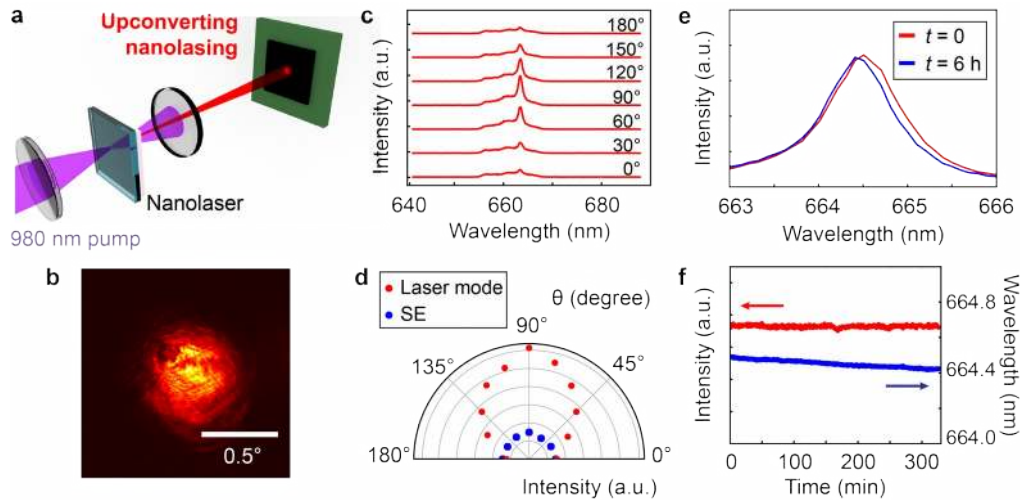 a
Upconverting
nanolasing
Nanolaser
980 nm pump
b
0.5°
c
Intensity (a.u.)
180°
150°
120°
90°
60°
30°
0°
640
660
680
Wavelength (nm)
d
Laser mode
SE
θ (degree)
90°
135°
45°
180°
0°
Intensity (a.u.)
e
Intensity (a.u.)
t = 0
t = 6 h
663
664
665
666
Wavelength (nm)
f
Intensity (a.u.)
Wavelength (nm)
664.8
664.4
664.0
0
100
200
300
Time (min)